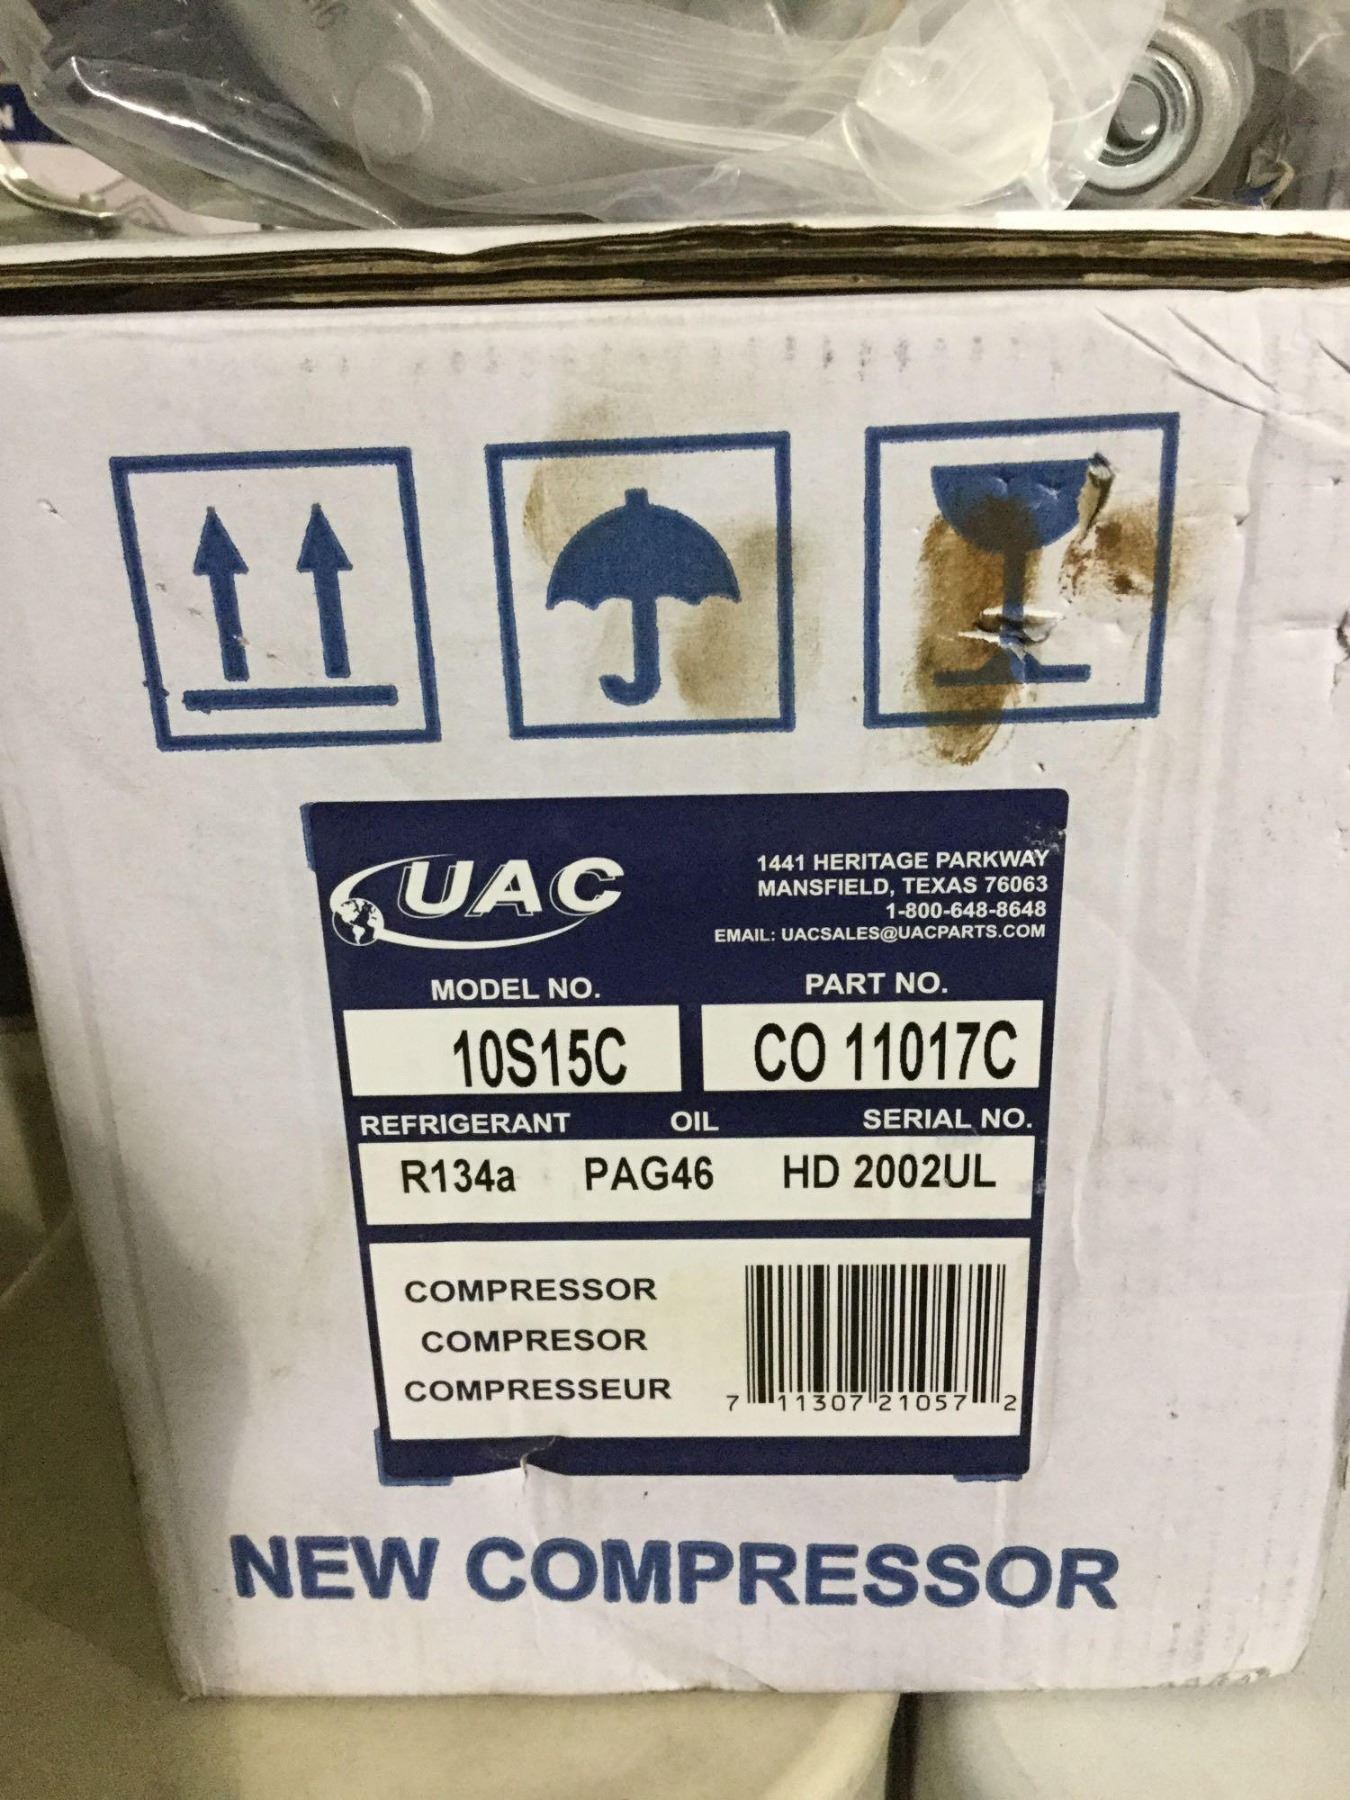 UAC
1441 HERITAGE PARKWAY
MANSFIELD, TEXAS 76063
1-800-648-8648
EMAIL: UACSALES@UACPARTS.COM
MODEL NO. PART NO.
10S15C CO 11017C
REFRIGERANT OIL SERIAL NO.
R134a PAG46 HD 2002UL
COMPRESSOR
COMPRESOR
COMPRESSEUR
7 11307 21057 2
NEW COMPRESSOR